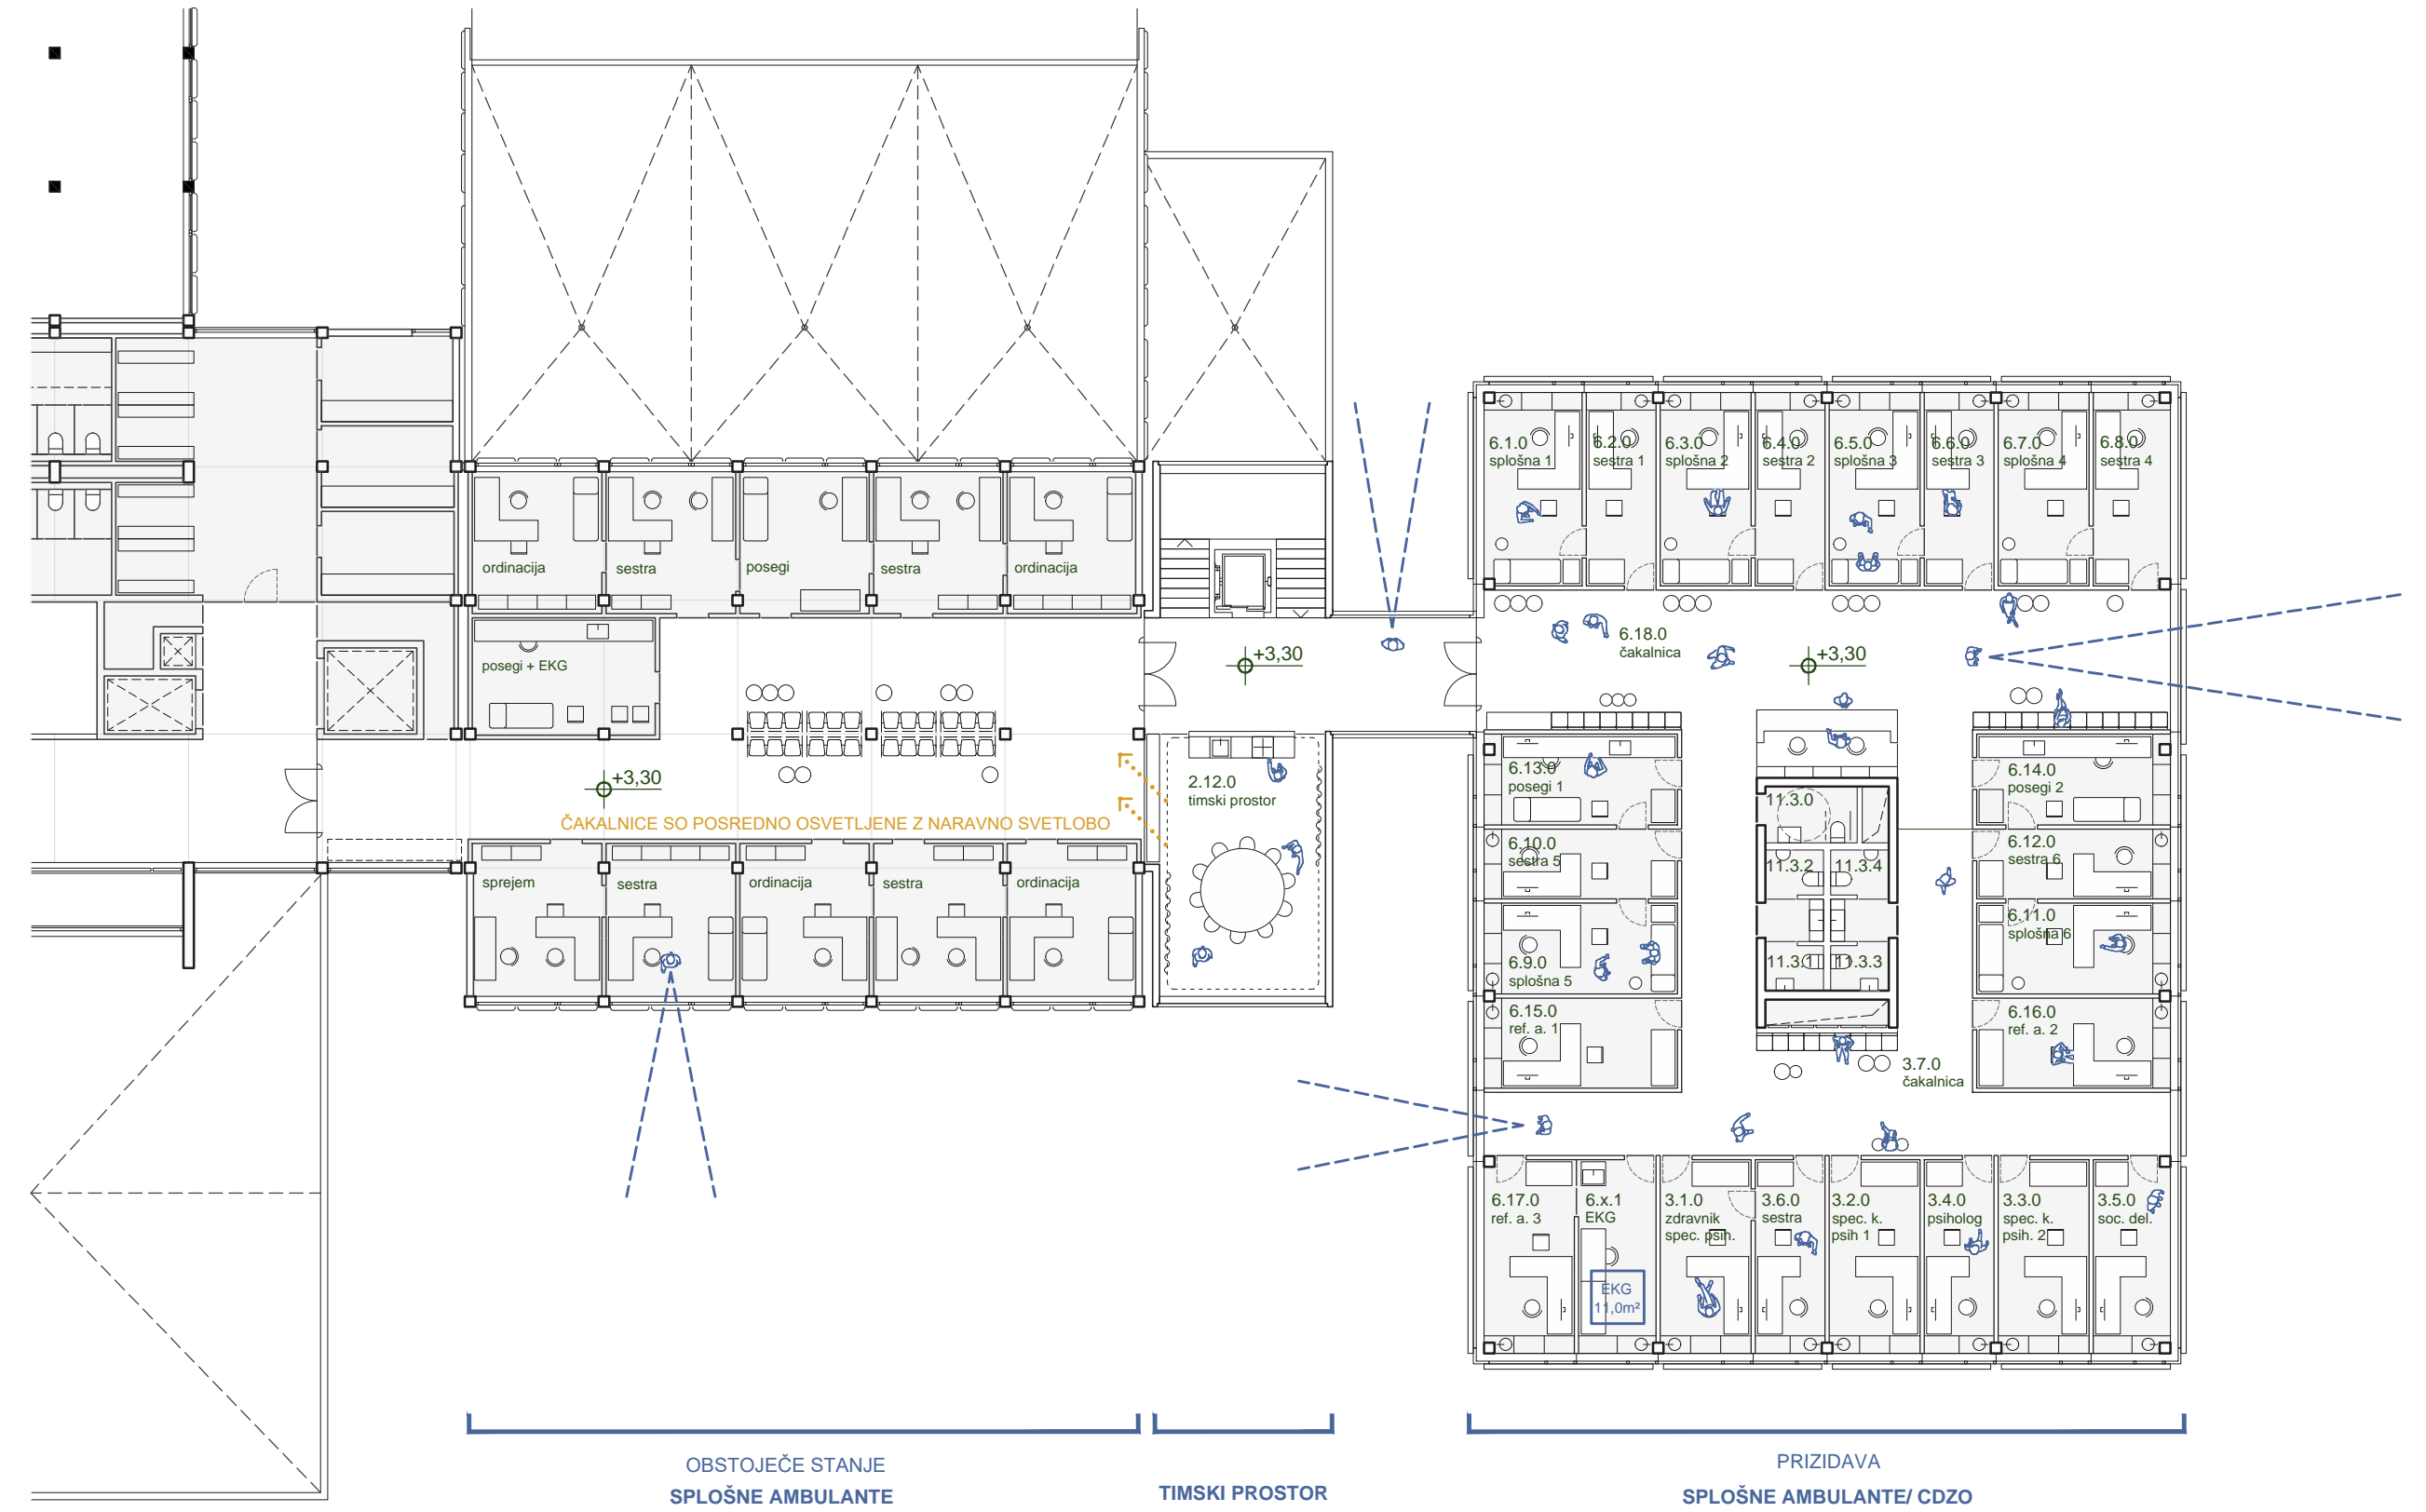 6.1.0
splošna 1
6.2.0
sestra 1
6.3.0
splošna 2
6.4.0
sestra 2
6.5.0
splošna 3
6.6.0
sestra 3
6.7.0
splošna 4
6.8.0
sestra 4
ordinacija
sestra
posegi
sestra
ordinacija
posegi + EKG
+3,30
6.18.0
čakalnica
+3,30
+3,30
ČAKALNICE SO POSREDNO OSVETLJENE Z NARAVNO SVETLOBO
2.12.0
timski prostor
6.13.0
posegi 1
6.14.0
posegi 2
11.3.0
6.10.0
sestra 5
11.3.2
11.3.4
6.12.0
sestra 6
sprejem
sestra
ordinacija
sestra
ordinacija
6.11.0
splošna 6
6.9.0
splošna 5
11.3.1
11.3.3
6.15.0
ref. a. 1
6.16.0
ref. a. 2
3.7.0
čakalnica
6.17.0
ref. a. 3
6.x.1
EKG
3.1.0
zdravnik
spec. psih.
3.6.0
sestra
3.2.0
spec. k.
psih 1
3.4.0
psiholog
3.3.0
spec. k.
psih. 2
3.5.0
soc. del.
EKG
11,0m²
OBSTOJEČE STANJE
SPLOŠNE AMBULANTE
TIMSKI PROSTOR
PRIZIDAVA
SPLOŠNE AMBULANTE/ CDZO